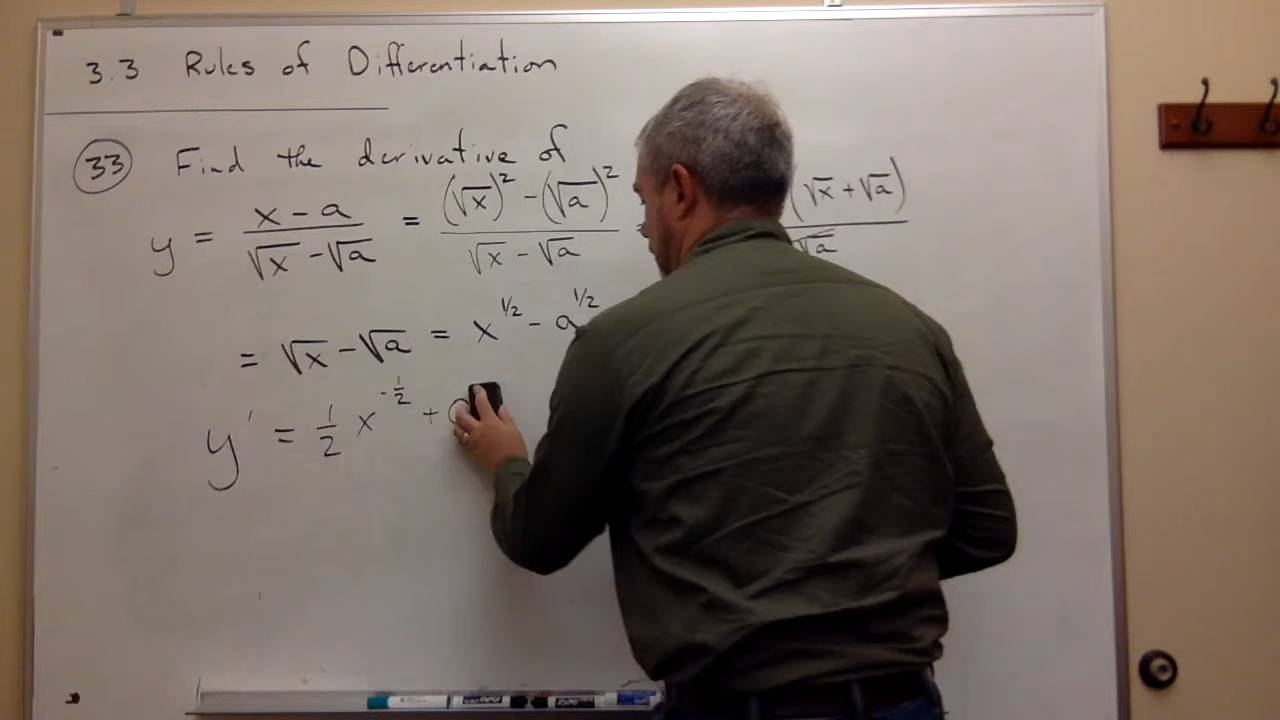 3.3 Rules of Differentiation
33 Find the derivative of
y = (x - a)/(√x - √a) = ((√x)² - (√a)²)/(√x - √a) (√x + √a) √a
= √x - √a = x^{1/2} - a^{1/2}
y' = 1/2 x^{-1/2} +